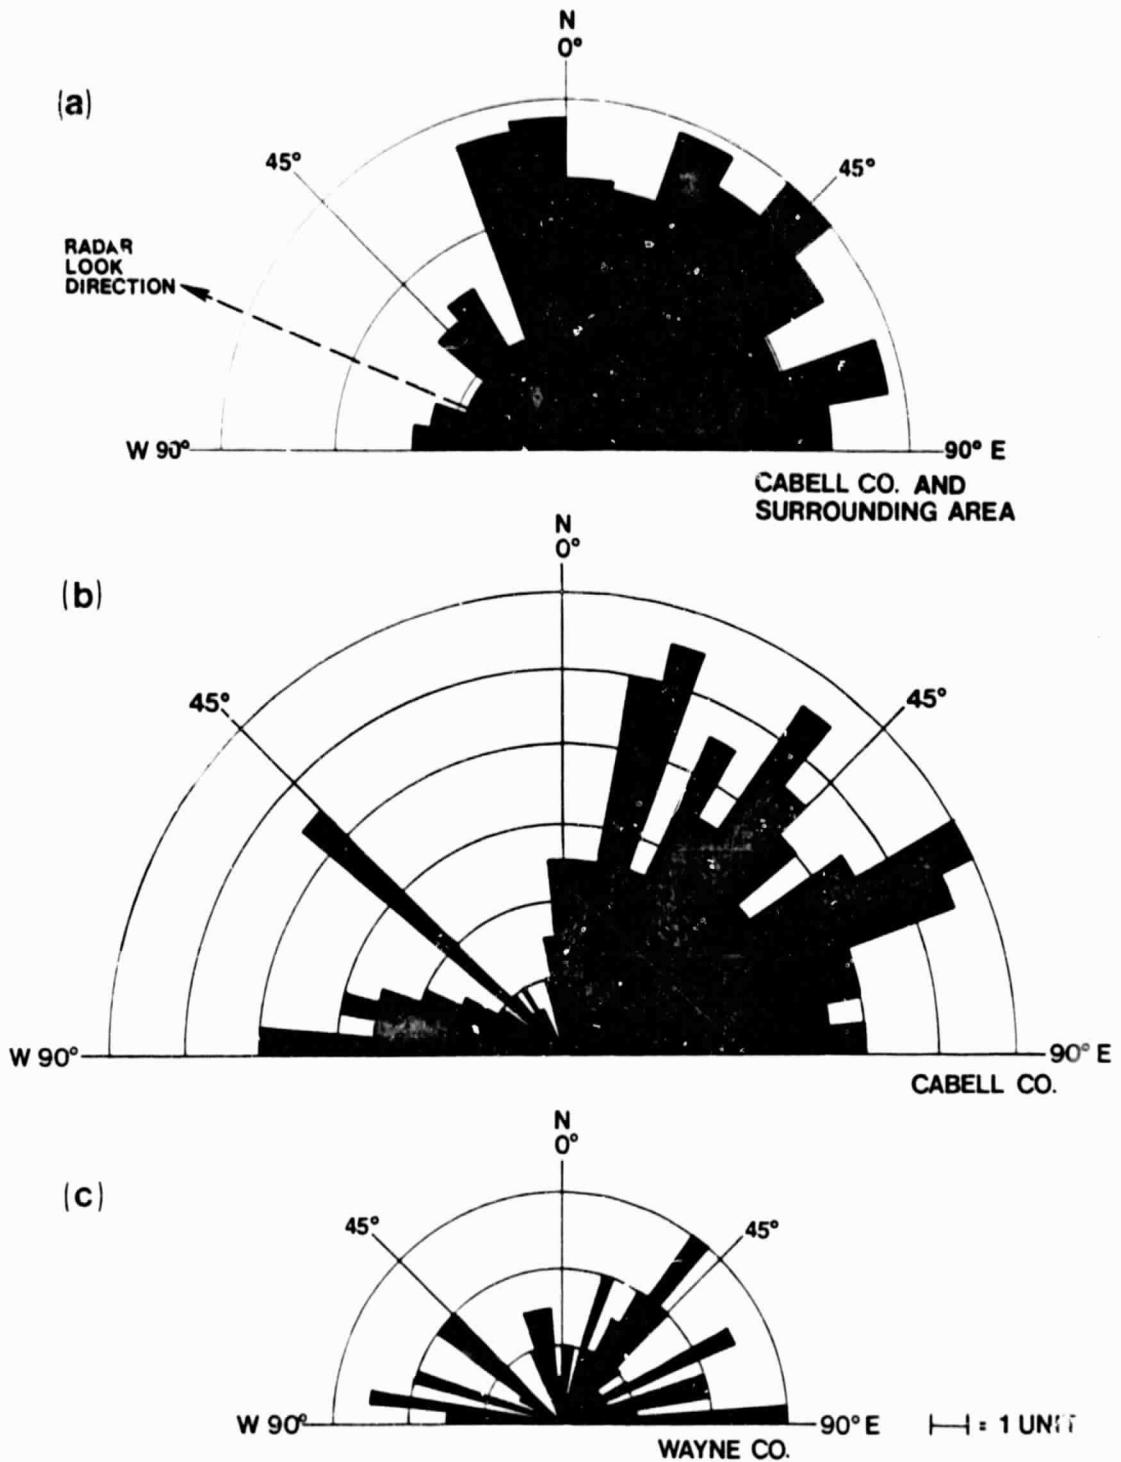 N
0°
(a)
45°
45°
RADAR
LOOK
DIRECTION
W 90°
90° E
CABELL CO. AND
SURROUNDING AREA
N
0°
(b)
45°
45°
W 90°
90° E
CABELL CO.
N
0°
(c)
45°
45°
W 90°
90° E
= 1 UNIT
WAYNE CO.